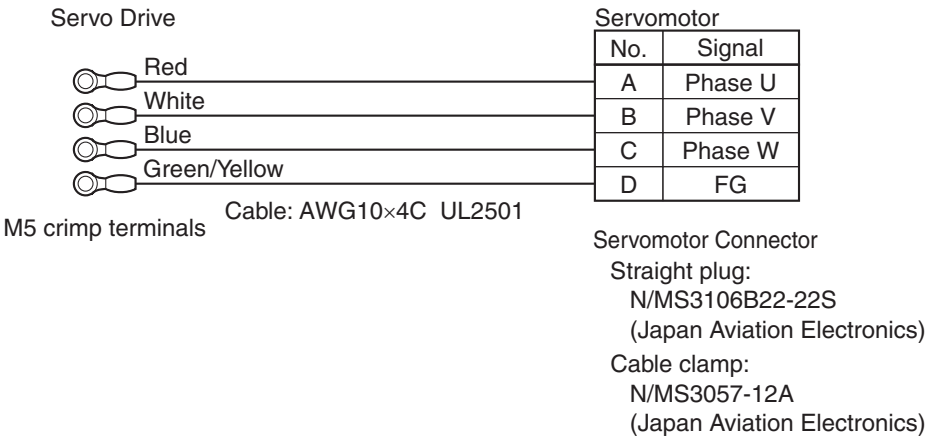 Servo Drive
Servomotor
No. Signal
Red
A Phase U
White
B Phase V
Blue
C Phase W
Green/Yellow
D FG
Cable: AWG10×4C UL2501
M5 crimp terminals
Servomotor Connector
Straight plug:
N/MS3106B22-22S
(Japan Aviation Electronics)
Cable clamp:
N/MS3057-12A
(Japan Aviation Electronics)